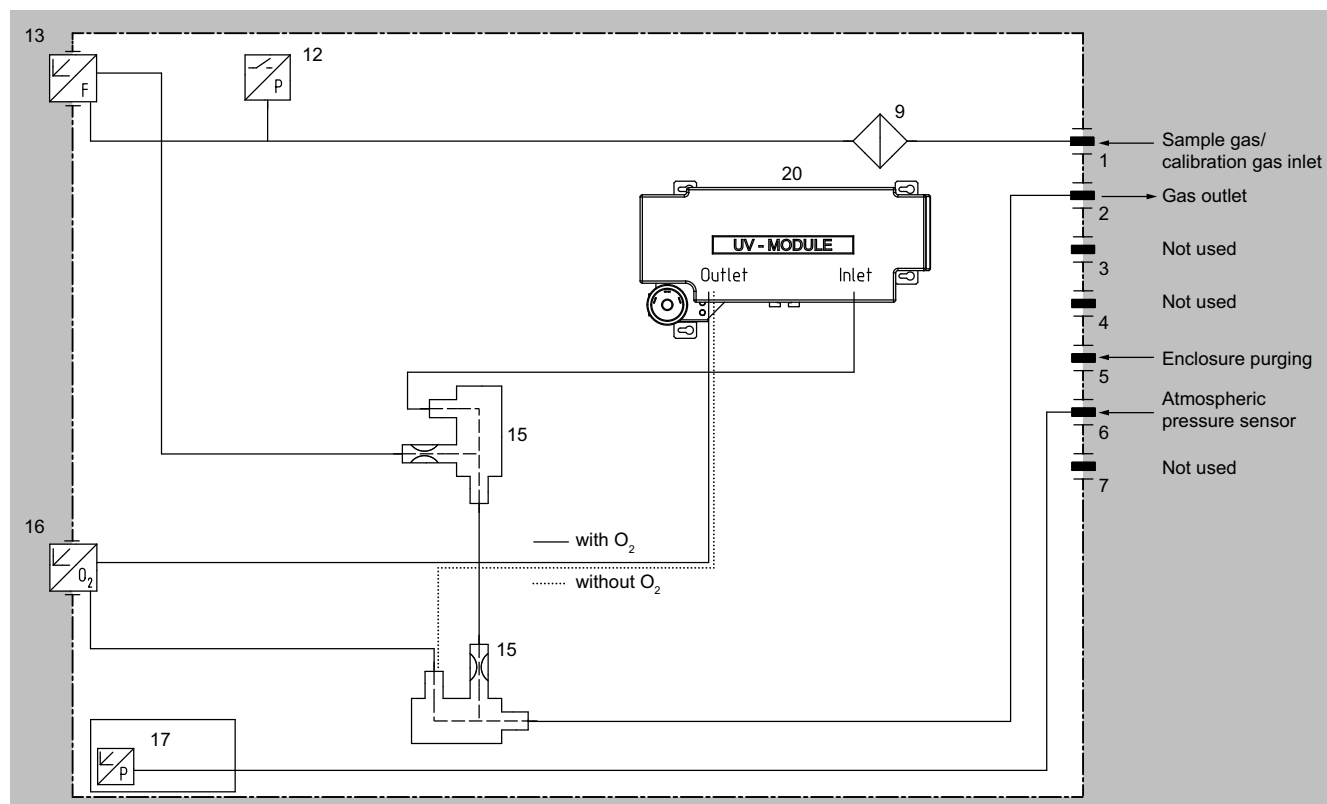 13
F
12
P
9
1
Sample gas/
calibration gas inlet
20
2
Gas outlet
UV - MODULE
Outlet
Inlet
3
Not used
4
Not used
5
Enclosure purging
6
Atmospheric
pressure sensor
15
7
Not used
16
O₂
with O₂
without O₂
15
17
P